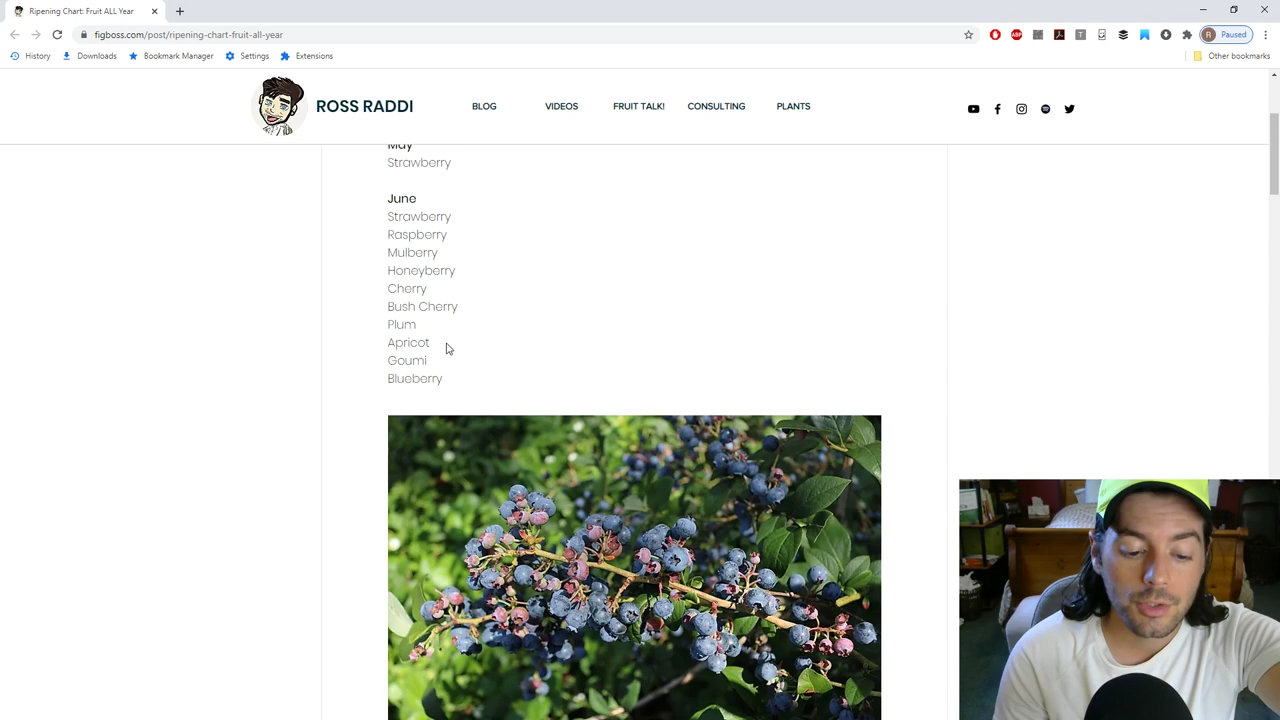 Ripening Chart: Fruit ALL Year
figboss.com/post/ripening-chart-fruit-all-year
Paused
History
Downloads
Bookmark Manager
Settings
Extensions
Other bookmarks
ROSS RADDI
BLOG
VIDEOS
FRUIT TALK!
CONSULTING
PLANTS
May
Strawberry
June
Strawberry
Raspberry
Mulberry
Honeyberry
Cherry
Bush Cherry
Plum
Apricot
Goumi
Blueberry